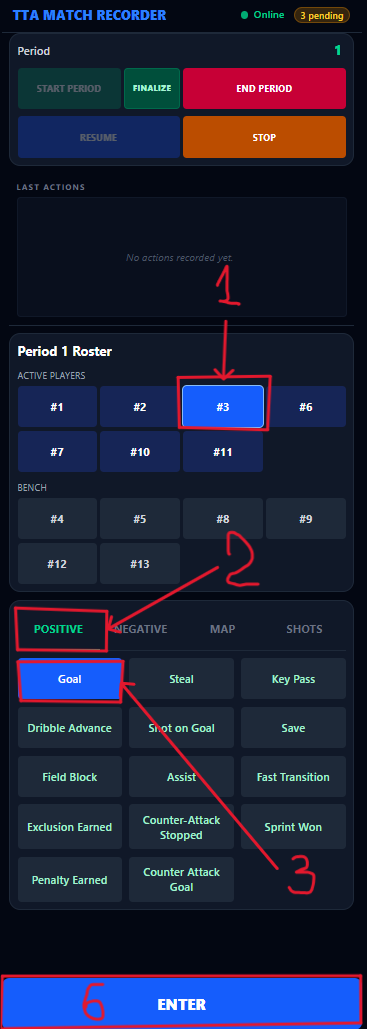 TTA MATCH RECORDER Online 3 pending
Period 1
START PERIOD FINALIZE END PERIOD
RESUME STOP
LAST ACTIONS
No actions recorded yet.
1
Period 1 Roster
ACTIVE PLAYERS
#1 #2 #3 #6
#7 #10 #11
BENCH
#4 #5 #8 #9
#12 #13
2
POSITIVE NEGATIVE MAP SHOTS
Goal Steal Key Pass
Dribble Advance Shot on Goal Save
Field Block Assist Fast Transition
Exclusion Earned Counter-Attack Stopped Sprint Won
Penalty Earned Counter Attack Goal
3
6 ENTER